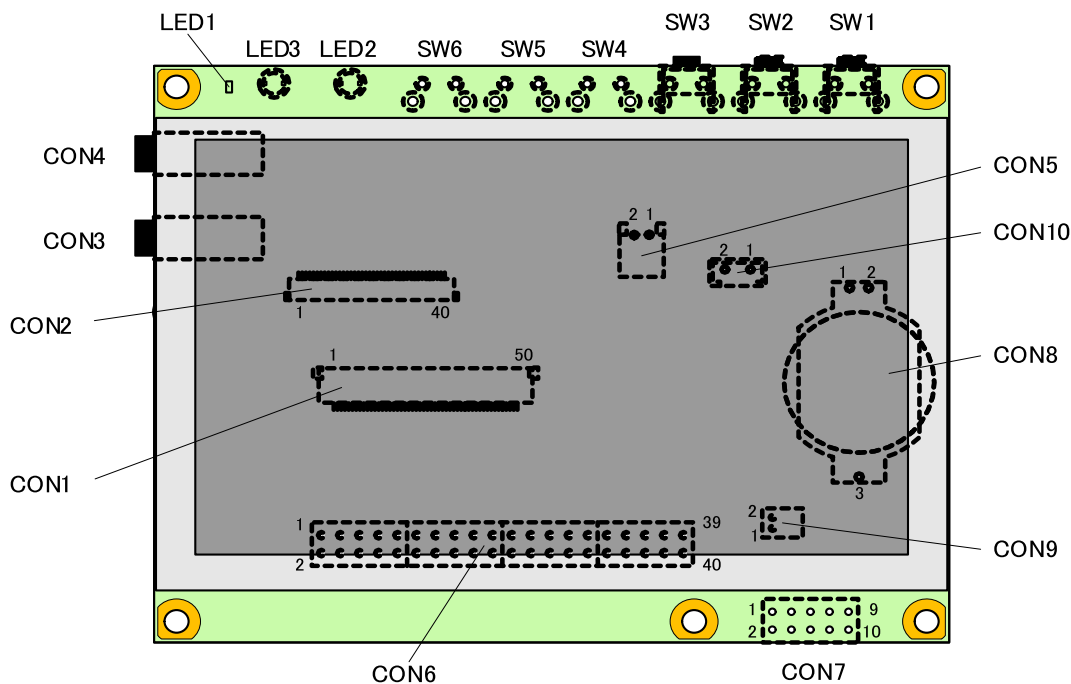 LED1
LED3
LED2
SW6
SW5
SW4
SW3
SW2
SW1
CON4
CON3
CON2
CON1
CON5
CON10
CON8
CON9
2 1
2 1
1 2
3
1 40
1 50
1 39
2 40
2
1
1 9
2 10
CON6
CON7